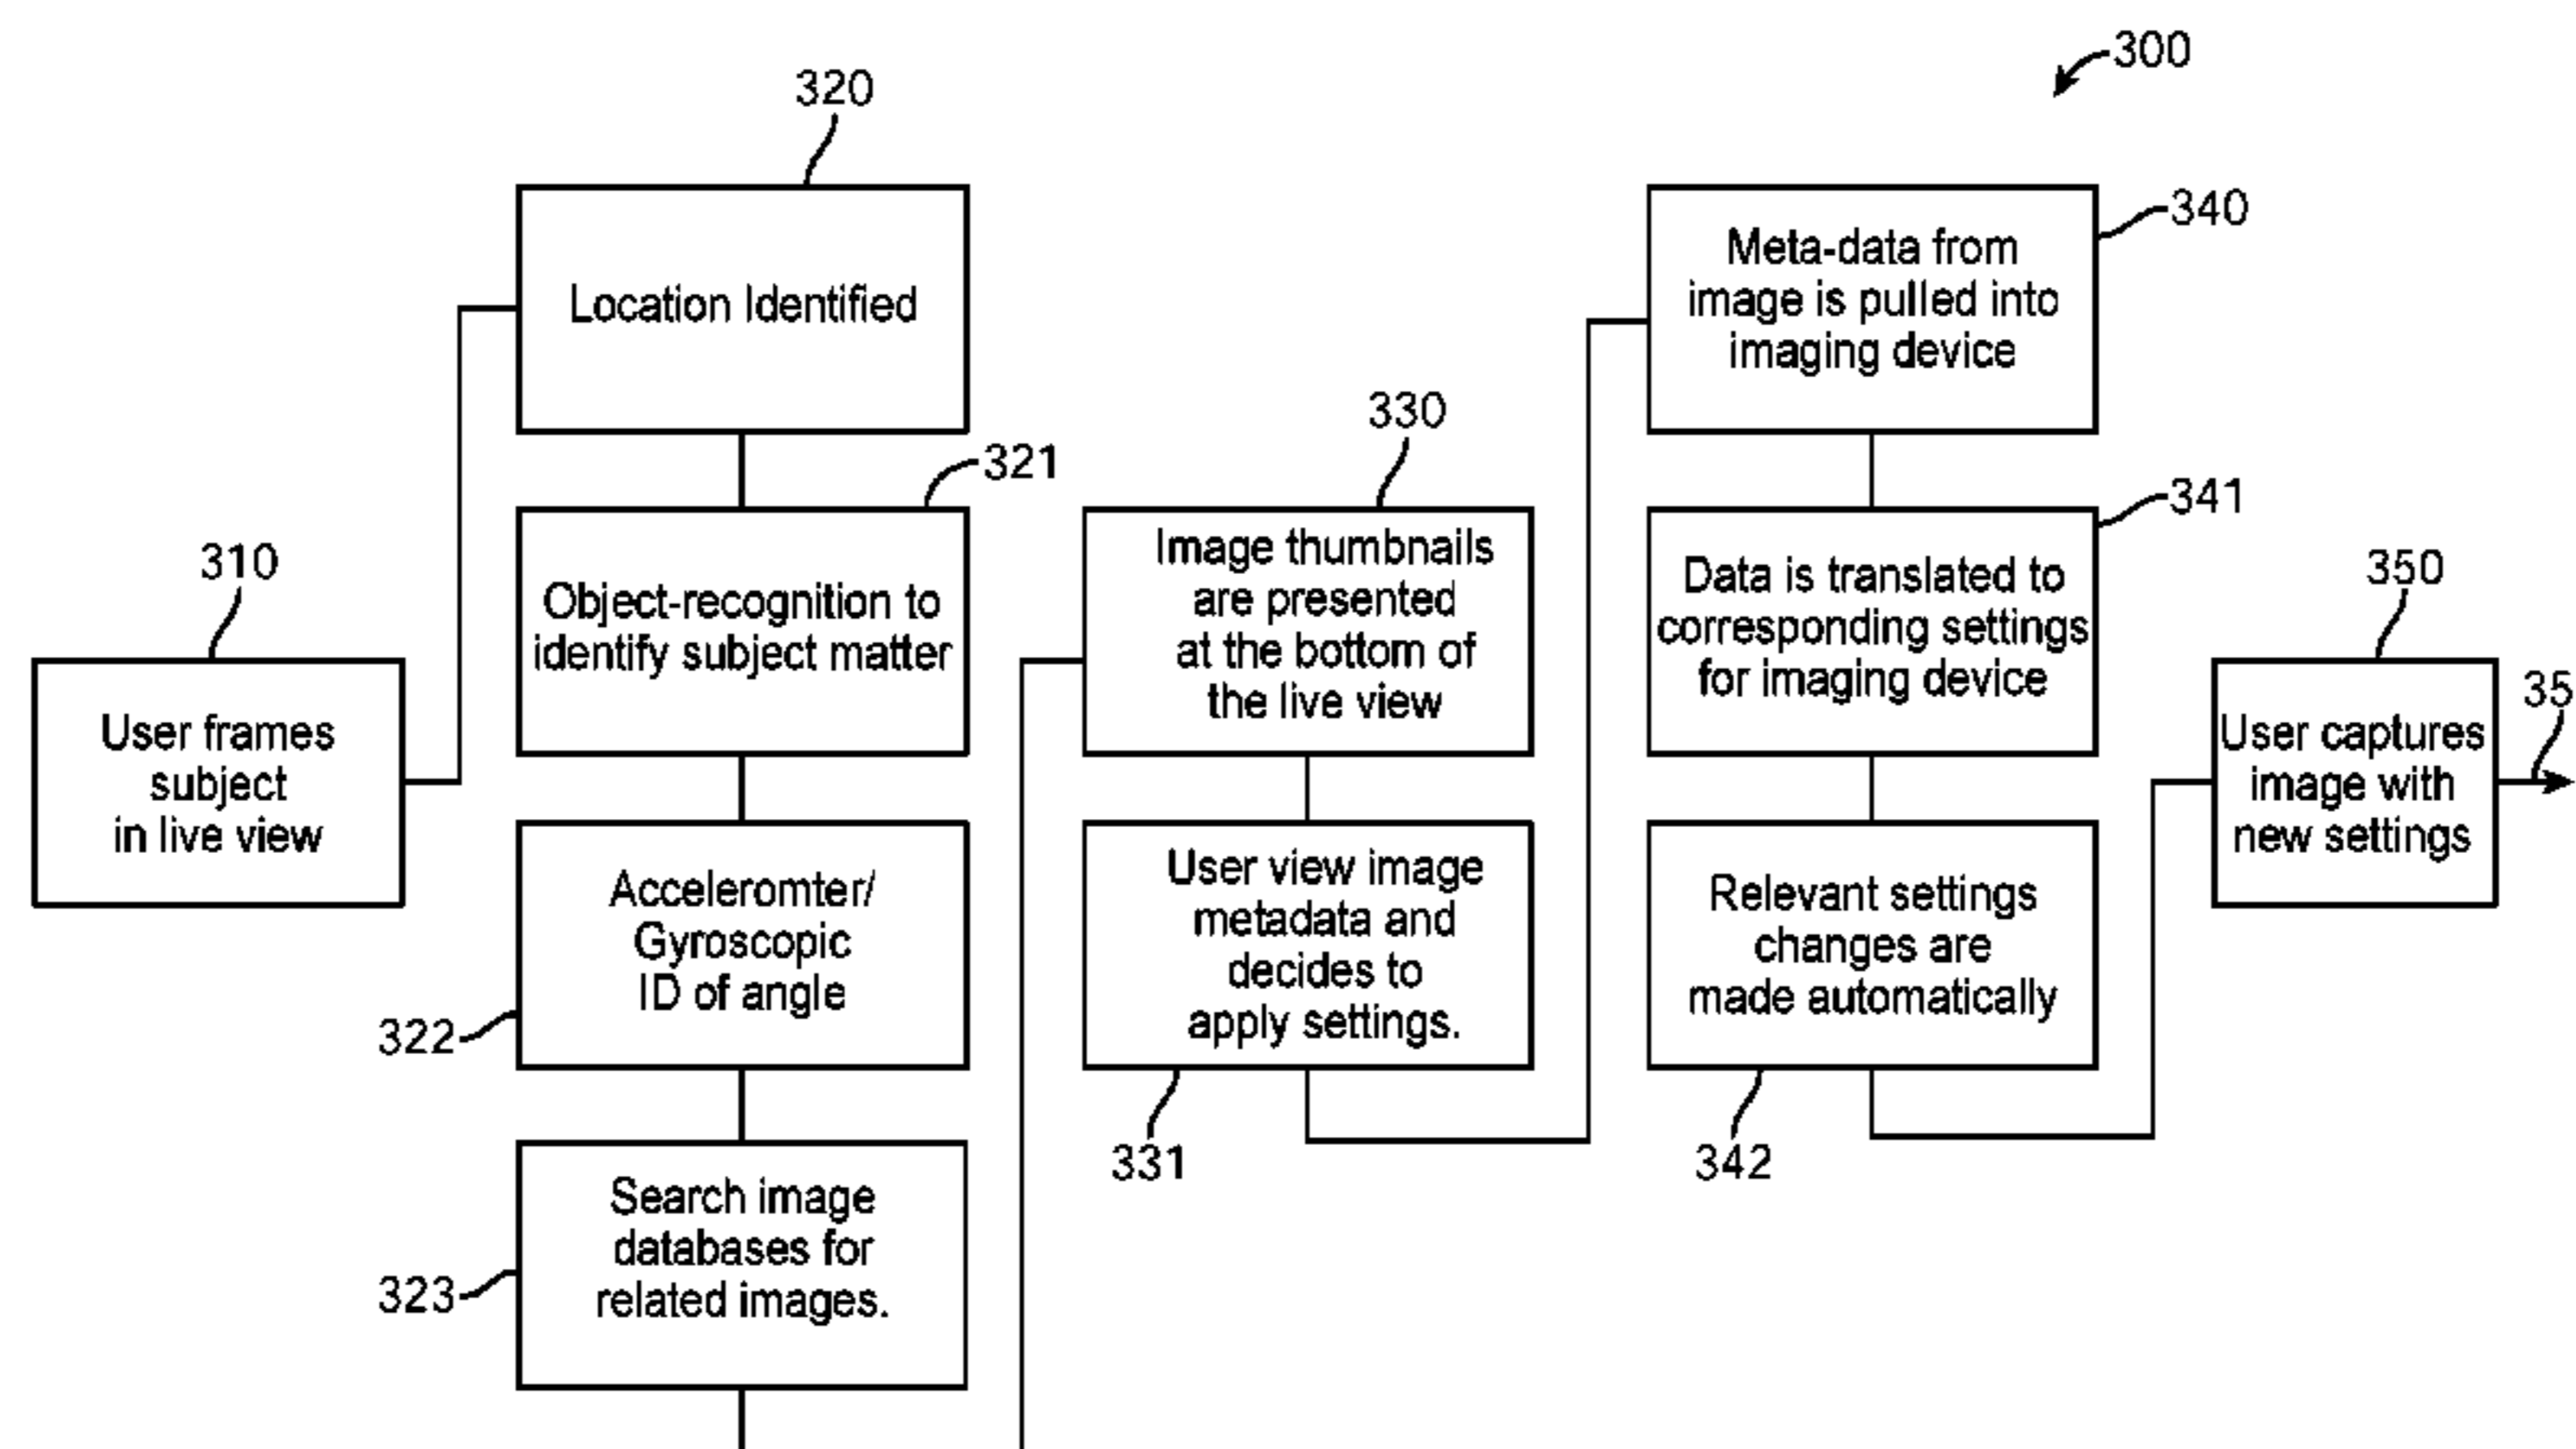 300
320
Location Identified
321
Object-recognition to
identify subject matter
310
User frames
subject
in live view
Acceleromter/
Gyroscopic
ID of angle
322
Search image
databases for
related images.
323
330
Image thumbnails
are presented
at the bottom of
the live view
User view image
metadata and
decides to
apply settings.
331
340
Meta-data from
image is pulled into
imaging device
341
Data is translated to
corresponding settings
for imaging device
Relevant settings
changes are
made automatically
342
350
User captures
image with
new settings
35